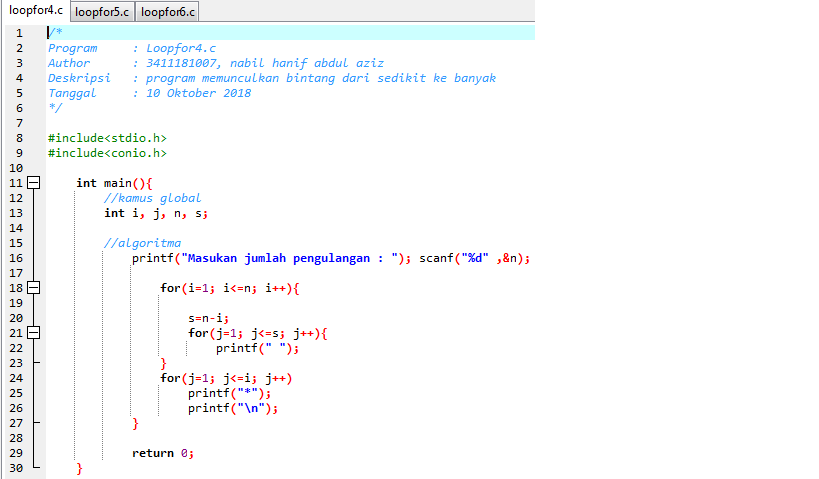 loopfor4.c loopfor5.c loopfor6.c
1 /*
2 Program : Loopfor4.c
3 Author : 3411181007, nabil hanif abdul aziz
4 Deskripsi : program memunculkan bintang dari sedikit ke banyak
5 Tanggal : 10 Oktober 2018
6 */
7
8 #include<stdio.h>
9 #include<conio.h>
10
11 int main(){
12 //kamus global
13 int i, j, n, s;
14
15 //algoritma
16 printf("Masukan jumlah pengulangan : "); scanf("%d" ,&n);
17
18 for(i=1; i<=n; i++){
19
20 s=n-i;
21 for(j=1; j<=s; j++){
22 printf(" ");
23 }
24 for(j=1; j<=i; j++)
25 printf("*");
26 printf("\n");
27 }
28
29 return 0;
30 }